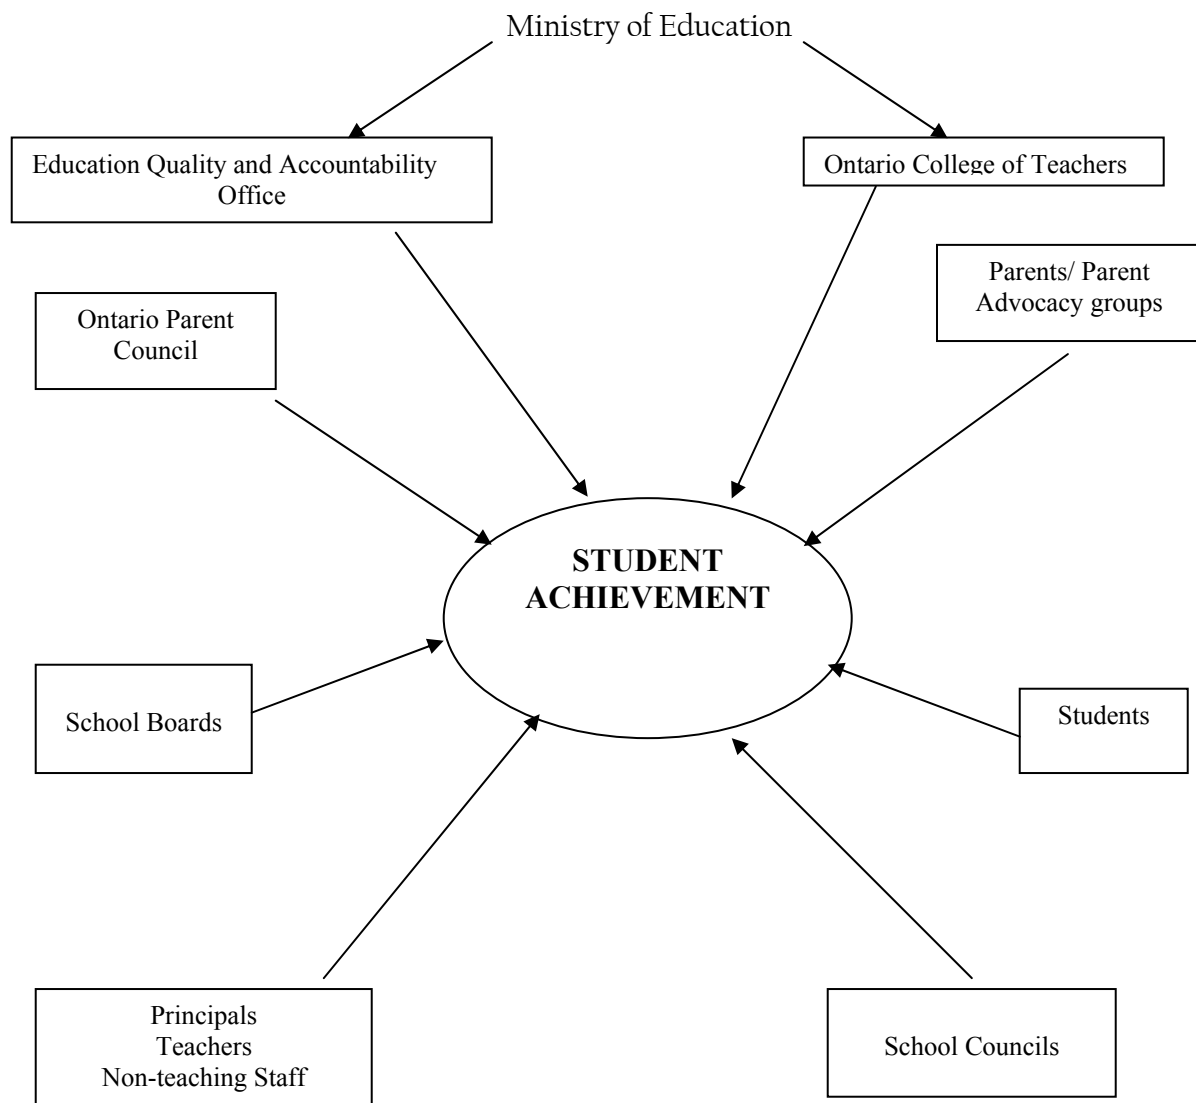 Ministry of Education
Education Quality and Accountability
Office
Ontario College of Teachers
Parents/ Parent
Advocacy groups
Ontario Parent
Council
STUDENT
ACHIEVEMENT
School Boards
Students
Principals
Teachers
Non-teaching Staff
School Councils